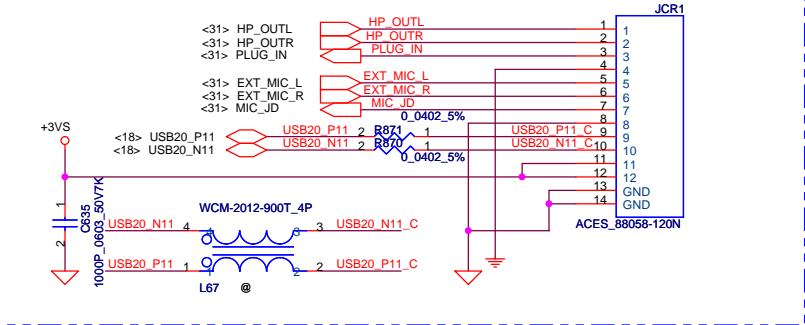 JCR1
<31> HP_OUTL HP_OUTL 1 1
<31> HP_OUTR HP_OUTR 2 2
<31> PLUG_IN PLUG_IN 3 3
4 4
<31> EXT_MIC_L EXT_MIC_L 5 5
<31> EXT_MIC_R EXT_MIC_R 6 6
<31> MIC_JD MIC_JD 7 7
0_0402_5% 8 8
+3VS <18> USB20_P11 USB20_P11 2 R871 1 USB20_P11_C 9 9
<18> USB20_N11 USB20_N11 2 R870 1 USB20_N11_C 10 10
0_0402_5% 11 11
12 12
13 GND
14 GND
ACES_88058-120N
1 2 C635
1000P_0603_50V7K
WCM-2012-900T_4P
USB20_N11 4 4 3 3 USB20_N11_C
USB20_P11 1 1 2 2 USB20_P11_C
L67 @